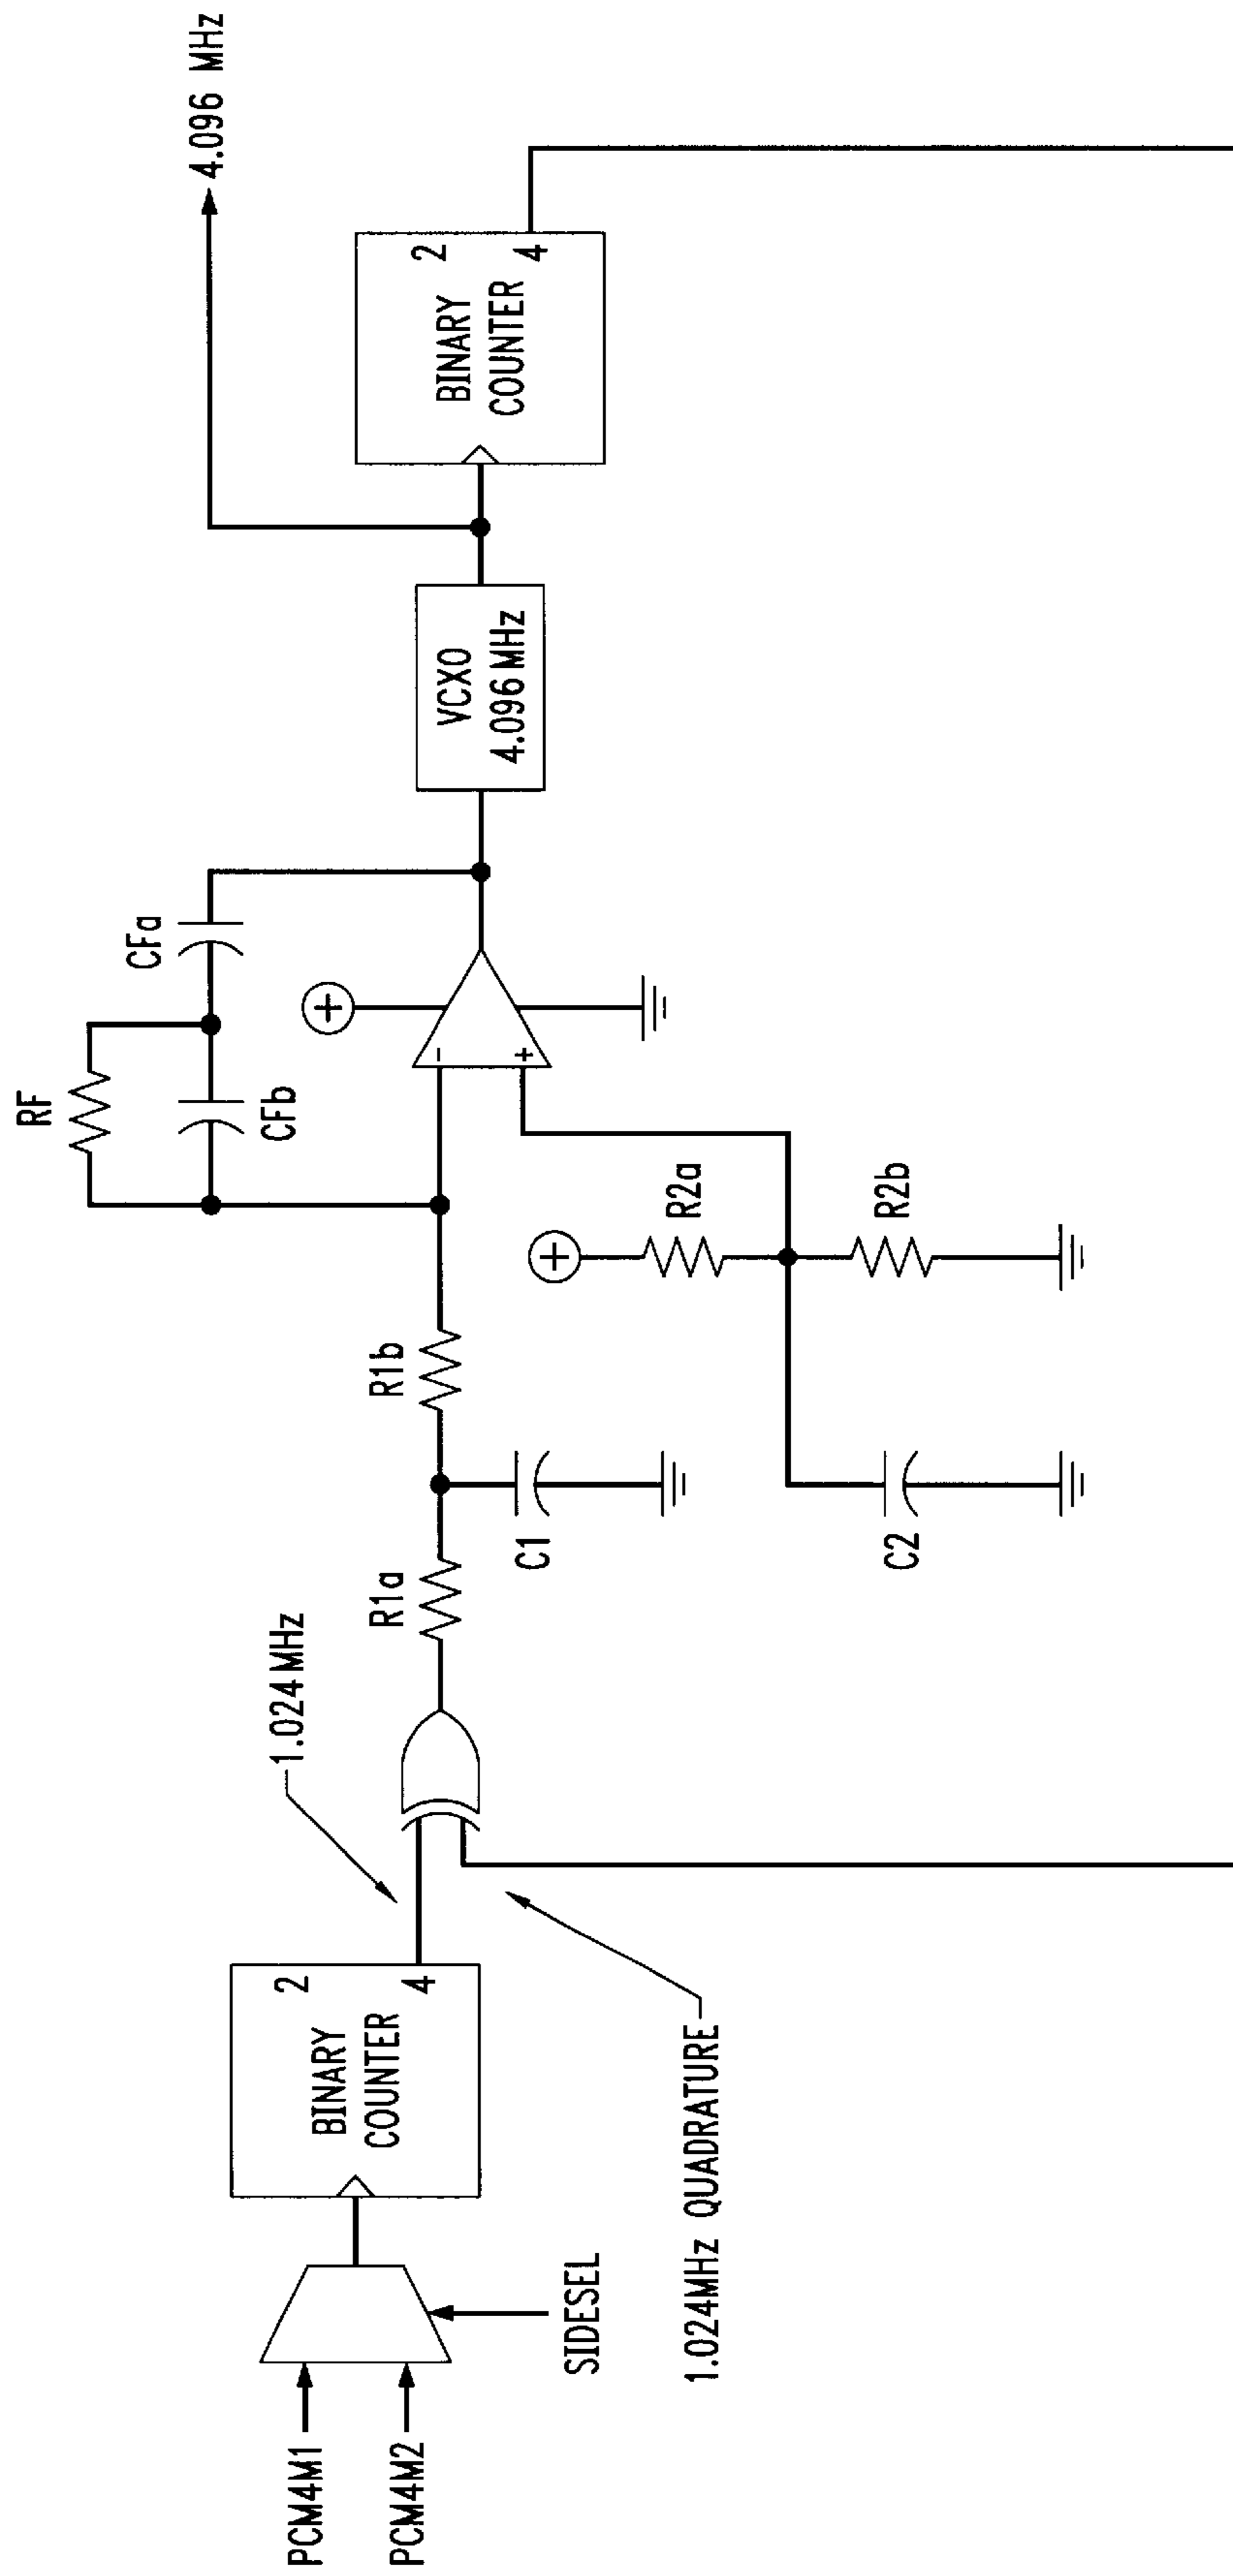 PCM4M1
PCM4M2
SIDESEL
BINARY
COUNTER
2
4
1.024 MHz
1.024MHz QUADRATURE
R1a
C1
R1b
RF
CFb
CFa
-
+
+
+
R2a
R2b
C2
VCXO
4.096 MHz
BINARY
COUNTER
2
4
4.096 MHz